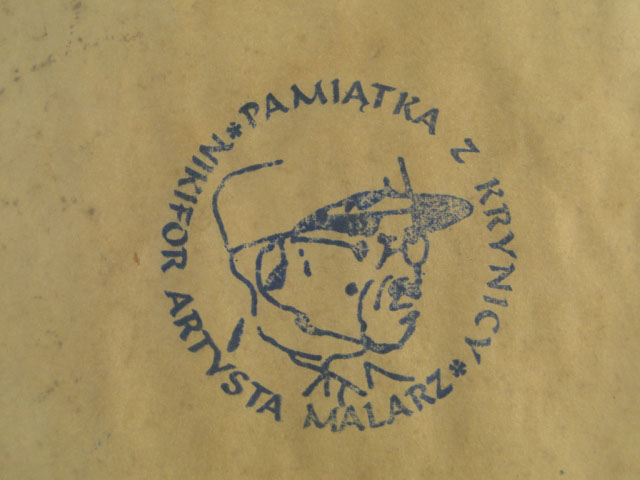 *PAMIĄTKA Z KRYNICY*
NIKIFOR ARTYSTA MALARZ